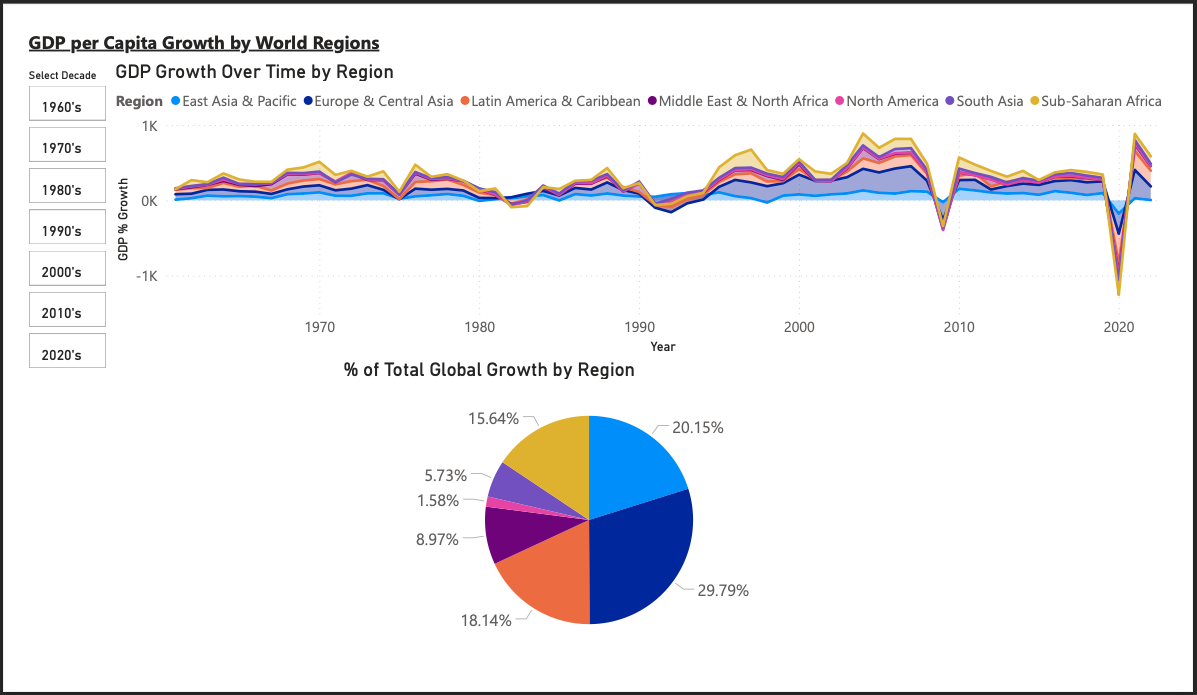 GDP per Capita Growth by World Regions
Select Decade
1960's
1970's
1980's
1990's
2000's
2010's
2020's
GDP Growth Over Time by Region
Region East Asia & Pacific Europe & Central Asia Latin America & Caribbean Middle East & North Africa North America South Asia Sub-Saharan Africa
GDP % Growth
1K
0K
-1K
1970 1980 1990 2000 2010 2020
Year
% of Total Global Growth by Region
15.64%
20.15%
5.73%
1.58%
8.97%
29.79%
18.14%